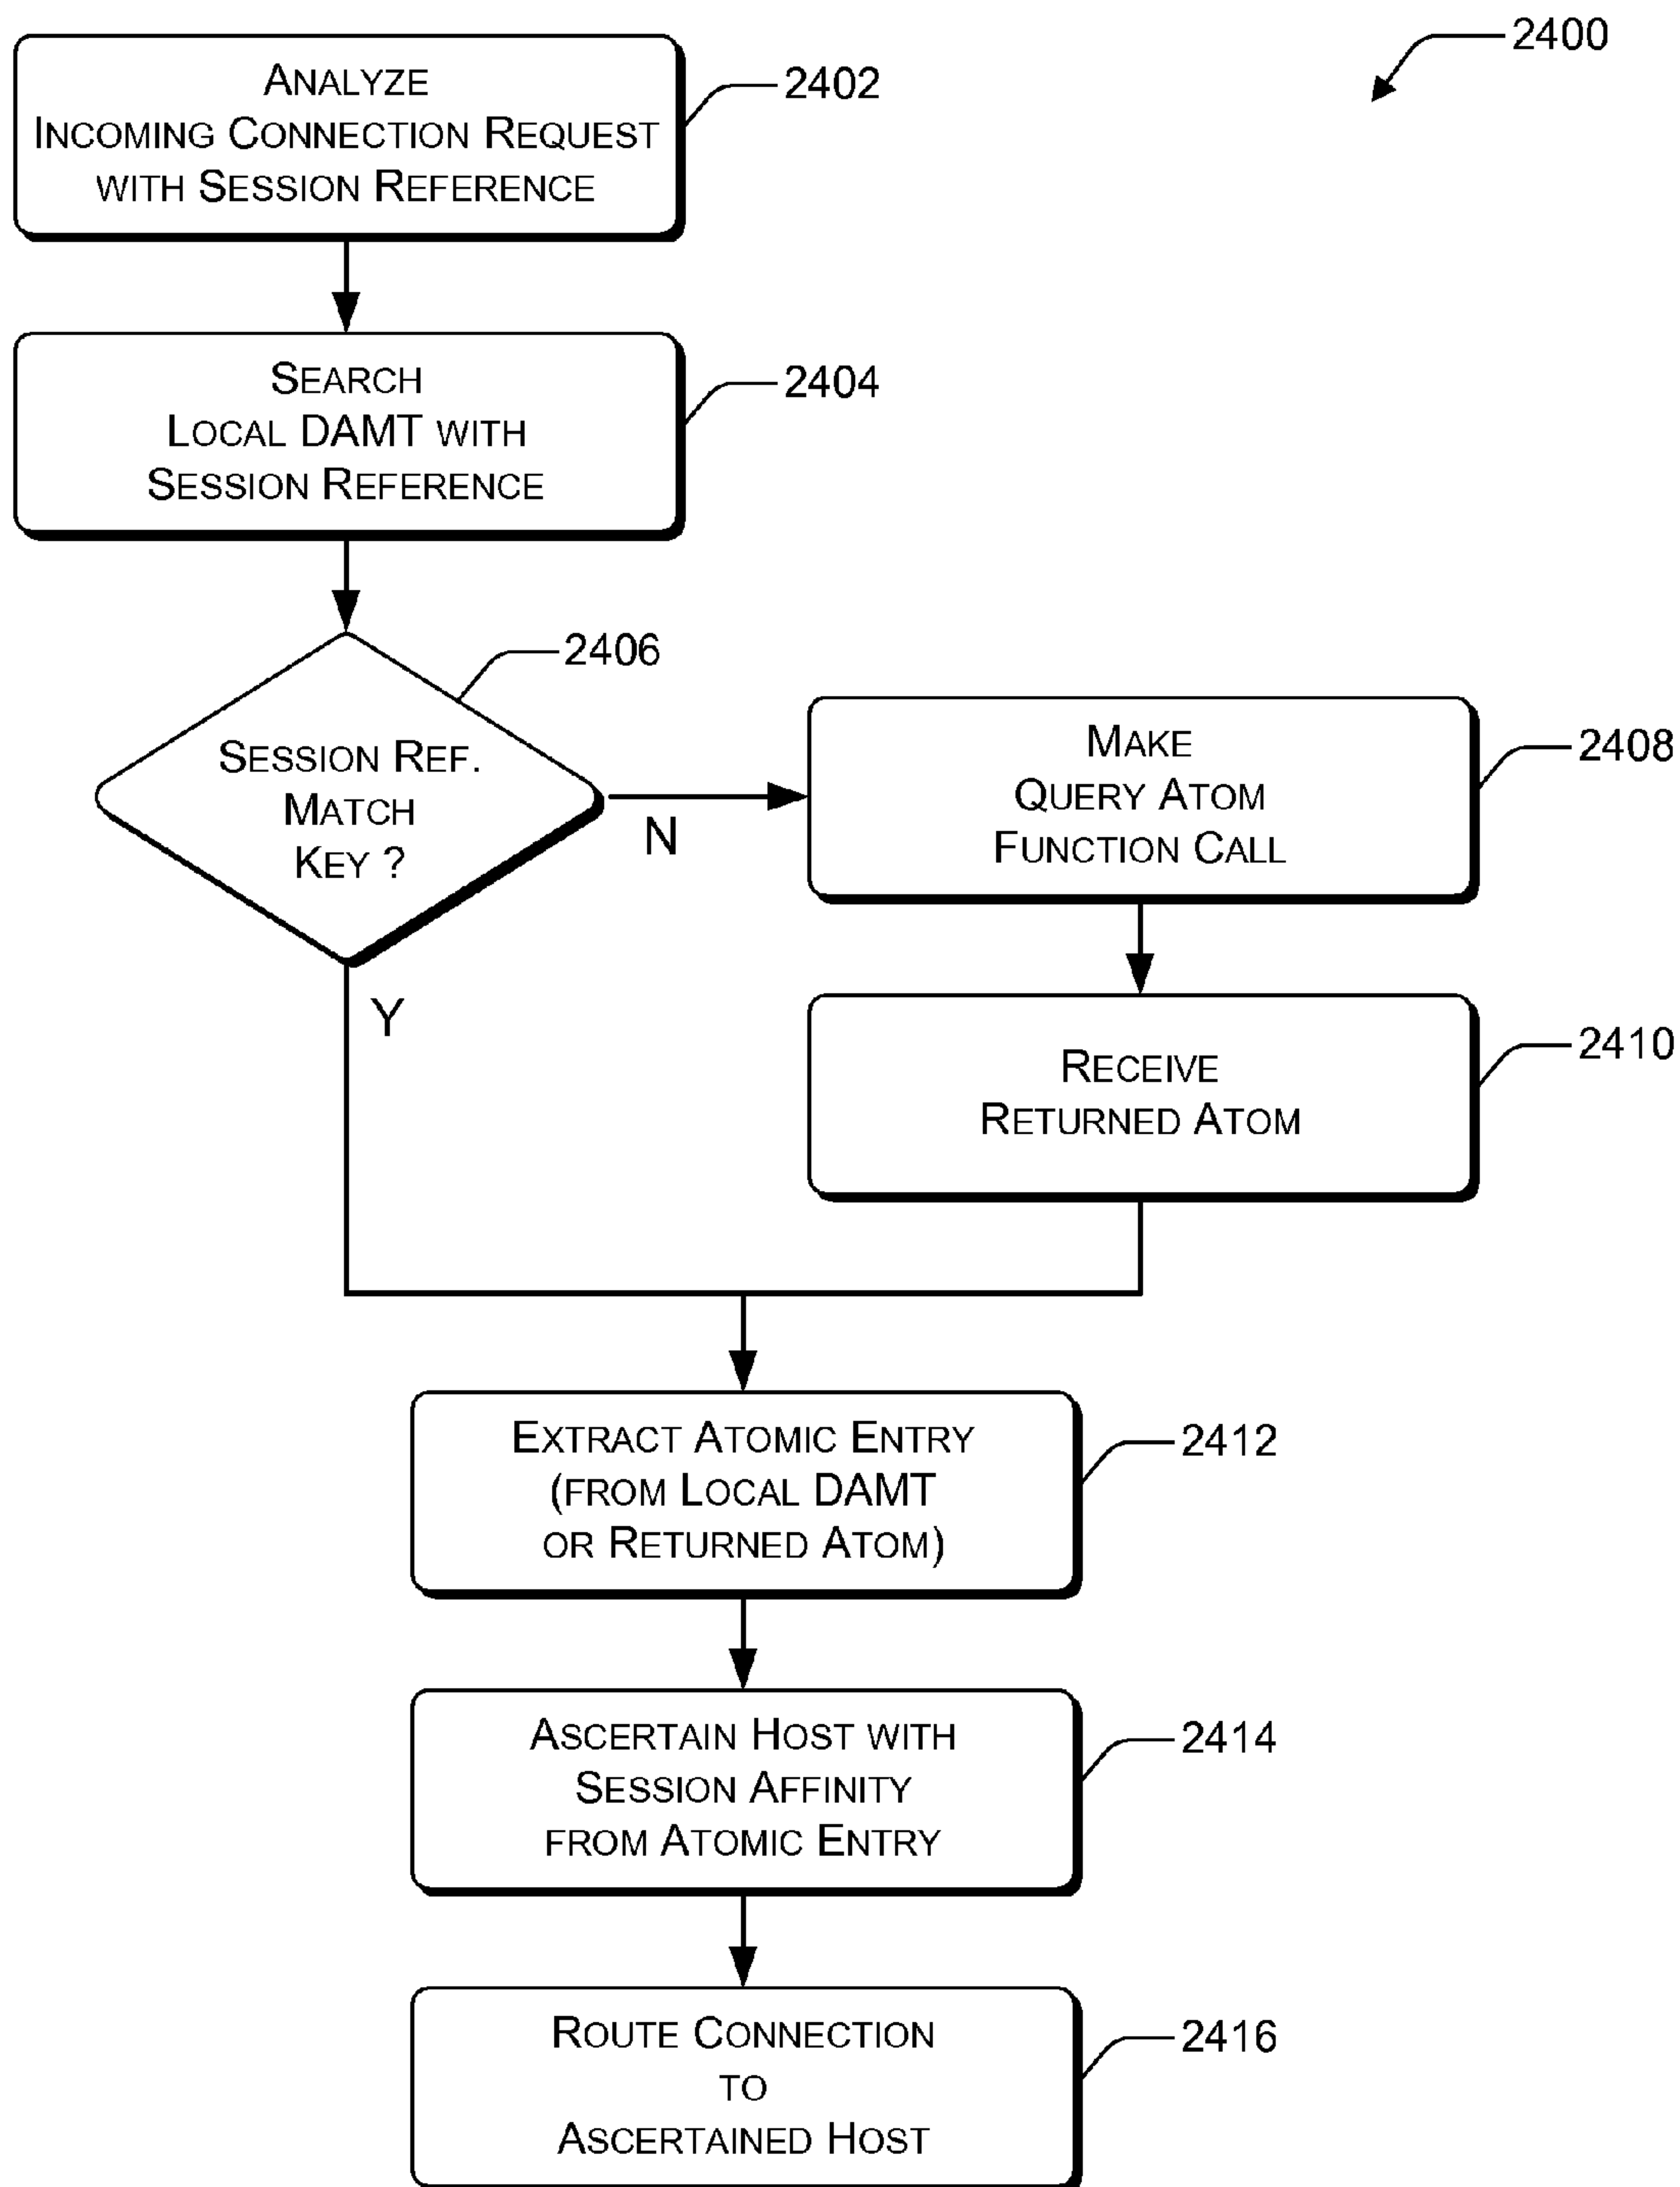 2400
ANALYZE
INCOMING CONNECTION REQUEST
WITH SESSION REFERENCE
2402
SEARCH
LOCAL DAMT WITH
SESSION REFERENCE
2404
2406
SESSION REF.
MATCH
KEY ?
N
Y
MAKE
QUERY ATOM
FUNCTION CALL
2408
RECEIVE
RETURNED ATOM
2410
EXTRACT ATOMIC ENTRY
(FROM LOCAL DAMT
OR RETURNED ATOM)
2412
ASCERTAIN HOST WITH
SESSION AFFINITY
FROM ATOMIC ENTRY
2414
ROUTE CONNECTION
TO
ASCERTAINED HOST
2416